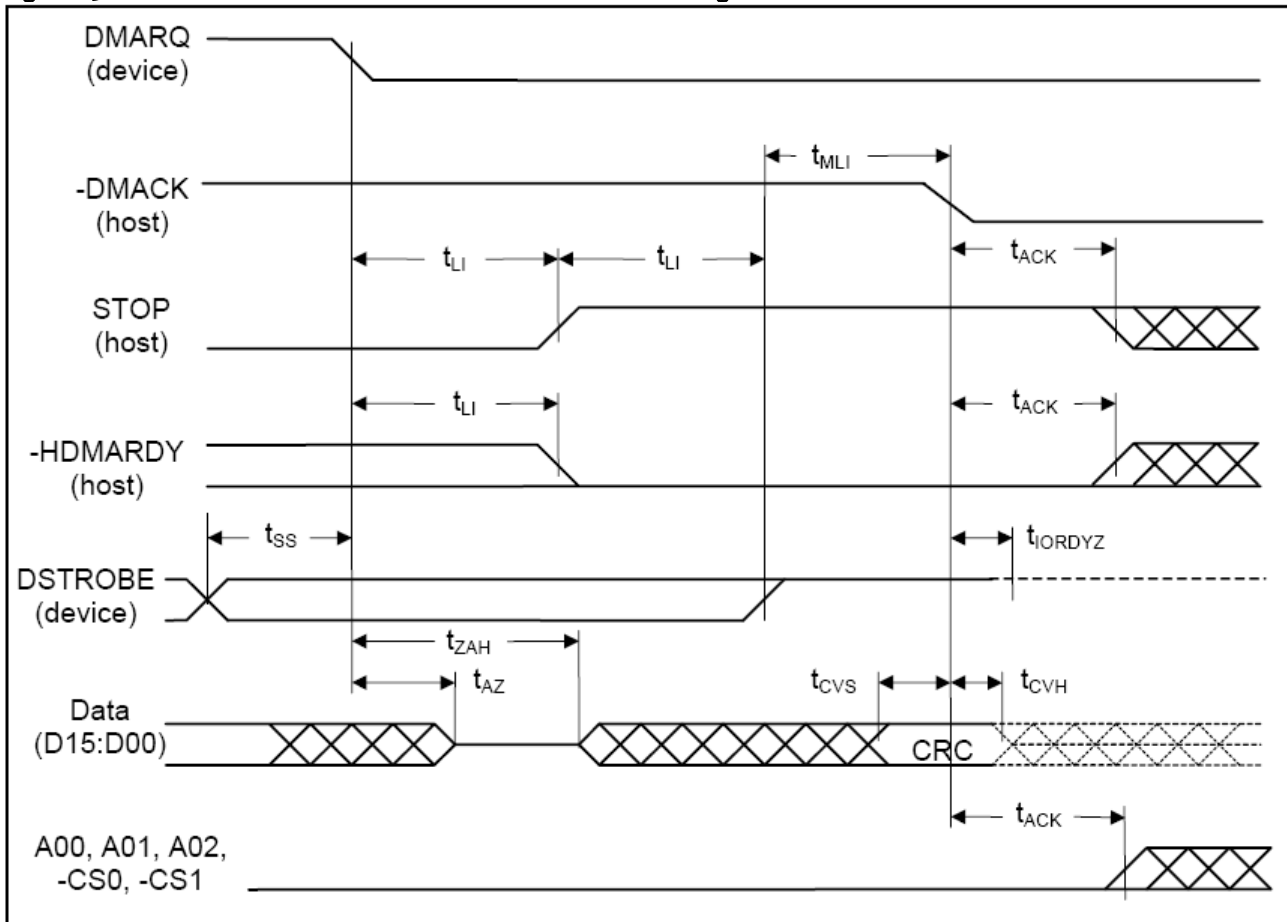 DMARQ
(device)
tMLI
-DMACK
(host)
tLI
tLI
tACK
STOP
(host)
tLI
tACK
-HDMARDY
(host)
tSS
tIORDYZ
DSTROBE
(device)
tZAH
tAZ
tCVS
tCVH
Data
(D15:D00)
CRC
tACK
A00, A01, A02,
-CS0, -CS1